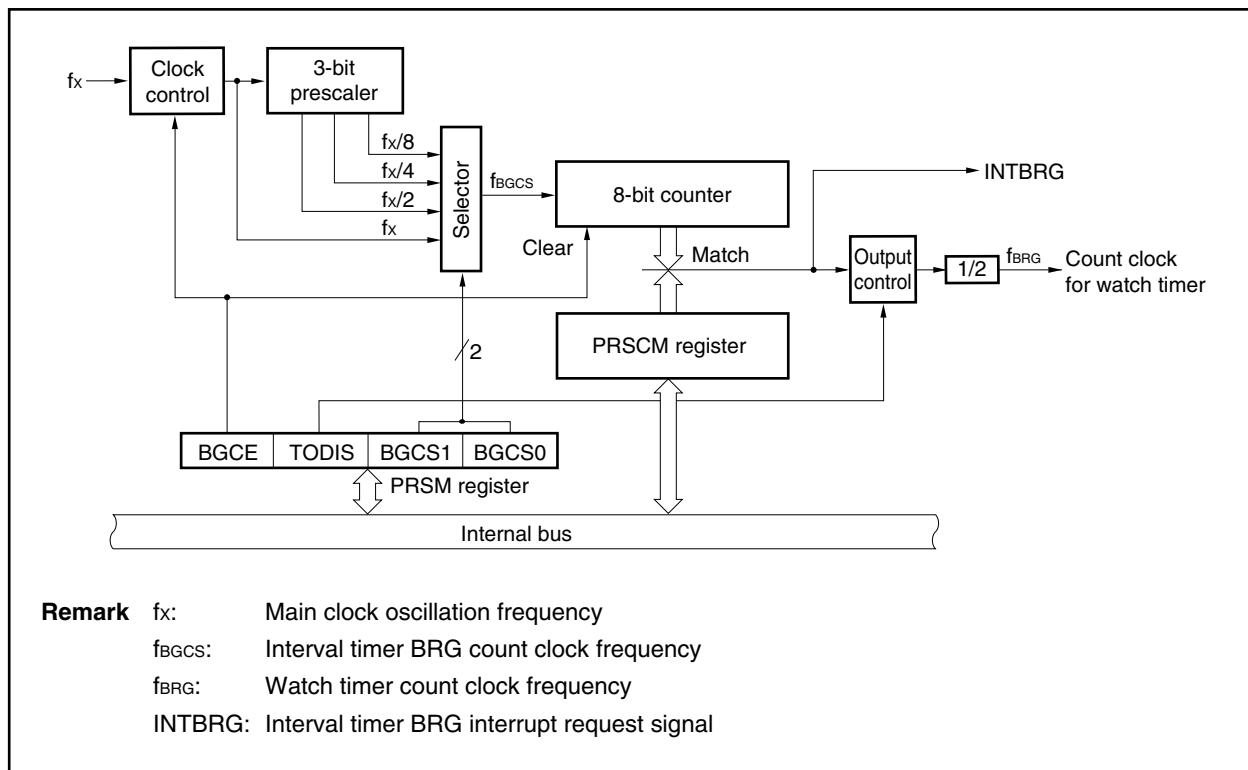 fX
Clock
control
3-bit
prescaler
fX/8
fX/4
fX/2
fX
Selector
fBGCS
8-bit counter
Clear
Match
INTBRG
Output
control
1/2
fBRG
Count clock
for watch timer
PRSCM register
2
BGCE TODIS BGCS1 BGCS0
PRSM register
Internal bus
Remark fX: Main clock oscillation frequency
fBGCS: Interval timer BRG count clock frequency
fBRG: Watch timer count clock frequency
INTBRG: Interval timer BRG interrupt request signal